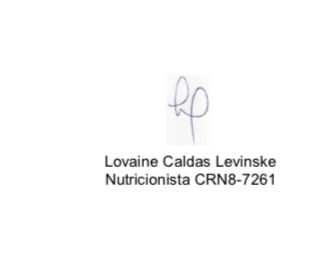 Lovaine Caldas Levinske
Nutricionista CRN8-7261